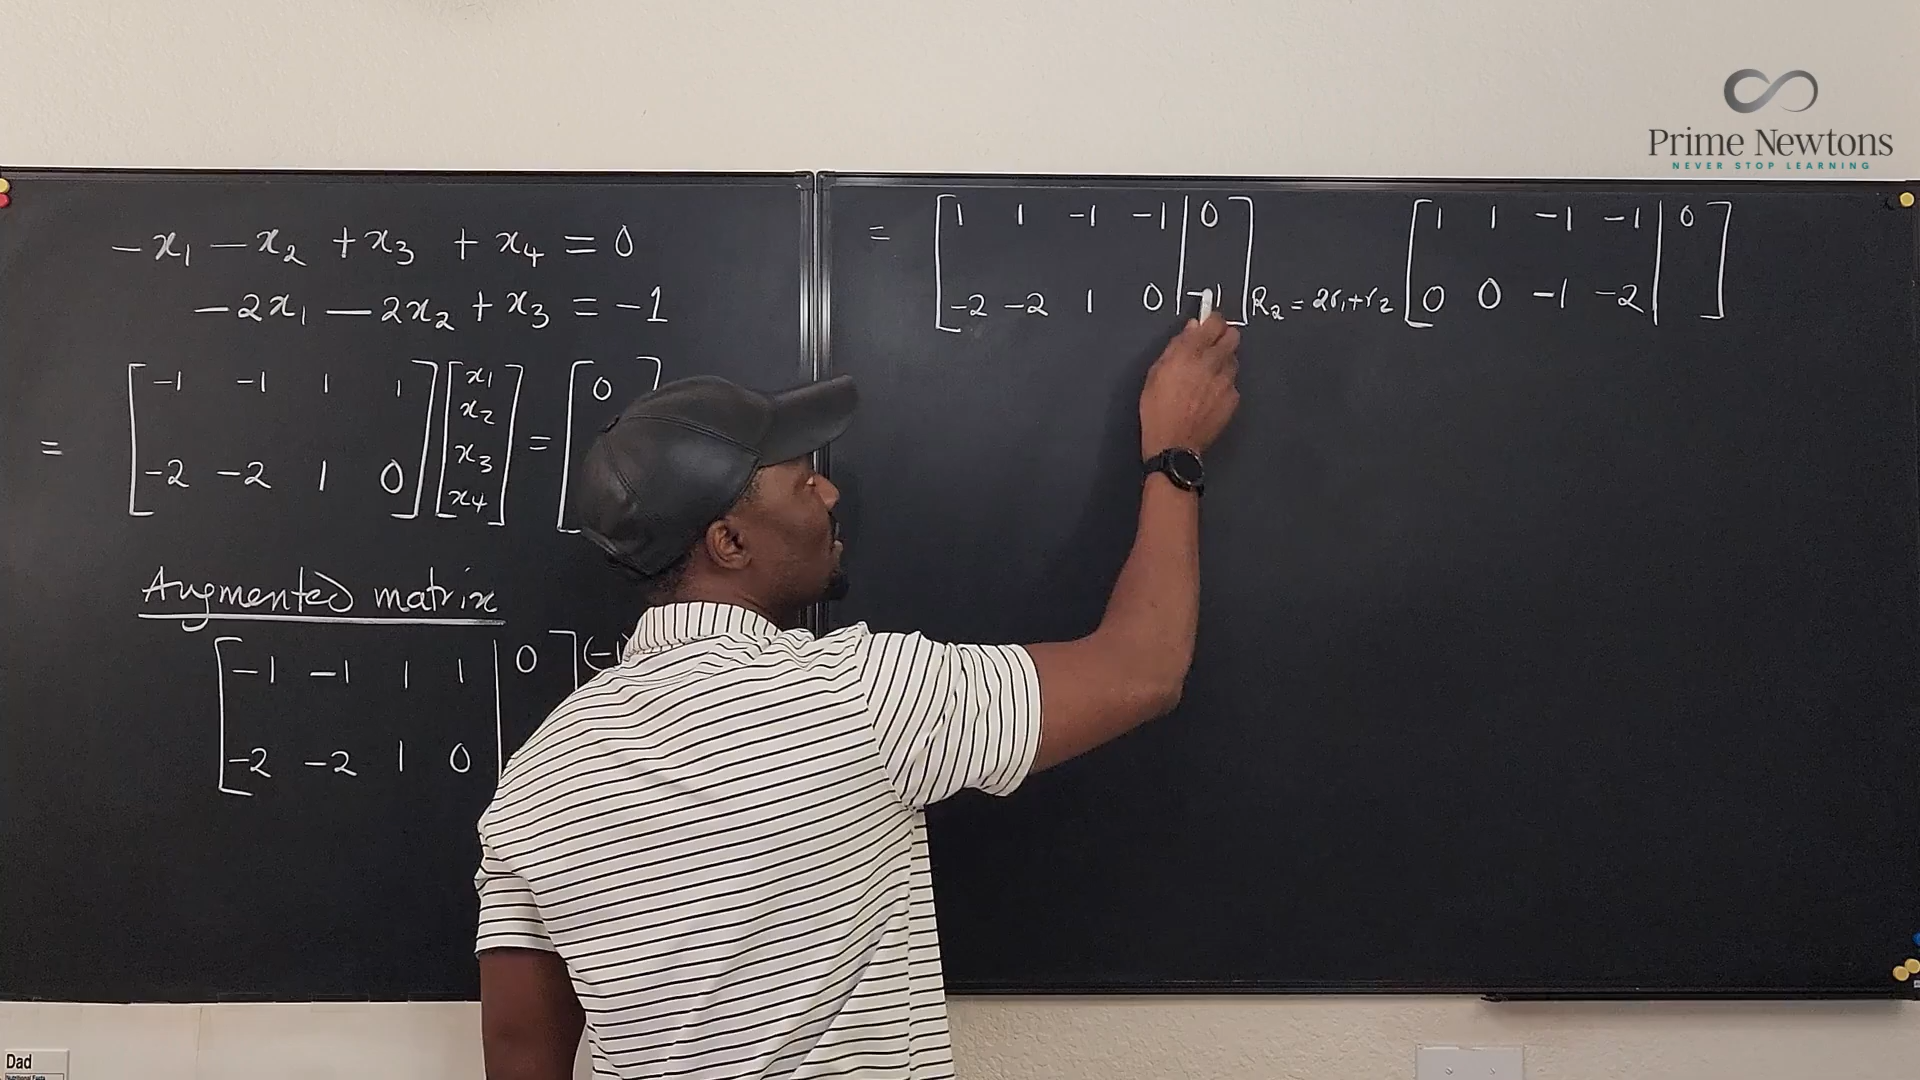 Prime Newtons
NEVER STOP LEARNING
-x₁ - x₂ + x₃ + x₄ = 0
-2x₁ - 2x₂ + x₃ = -1
= [-1 -1 1 1] [x₁ x₂ x₃ x₄] = [0]
[-2 -2 1 0]
Augmented matrix
[-1 -1 1 1 | 0] (-1
[-2 -2 1 0 |
= [1 1 -1 -1 | 0]
[-2 -2 1 0 | -1] R₂ = 2r₁+r₂
[1 1 -1 -1 | 0]
[0 0 -1 -2 | ]
Dad